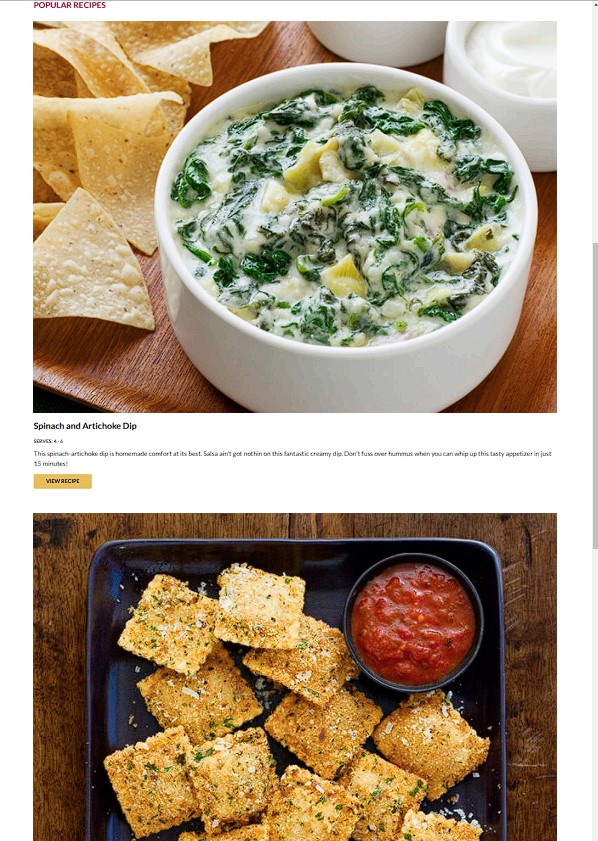 POPULAR RECIPES
Spinach and Artichoke Dip
SERVES: 4 - 6
This spinach-artichoke dip is homemade comfort at its best. Salsa ain't got nothin on this fantastic creamy dip. Don't fuss over hummus when you can whip up this tasty appetizer in just
15 minutes!
VIEW RECIPE